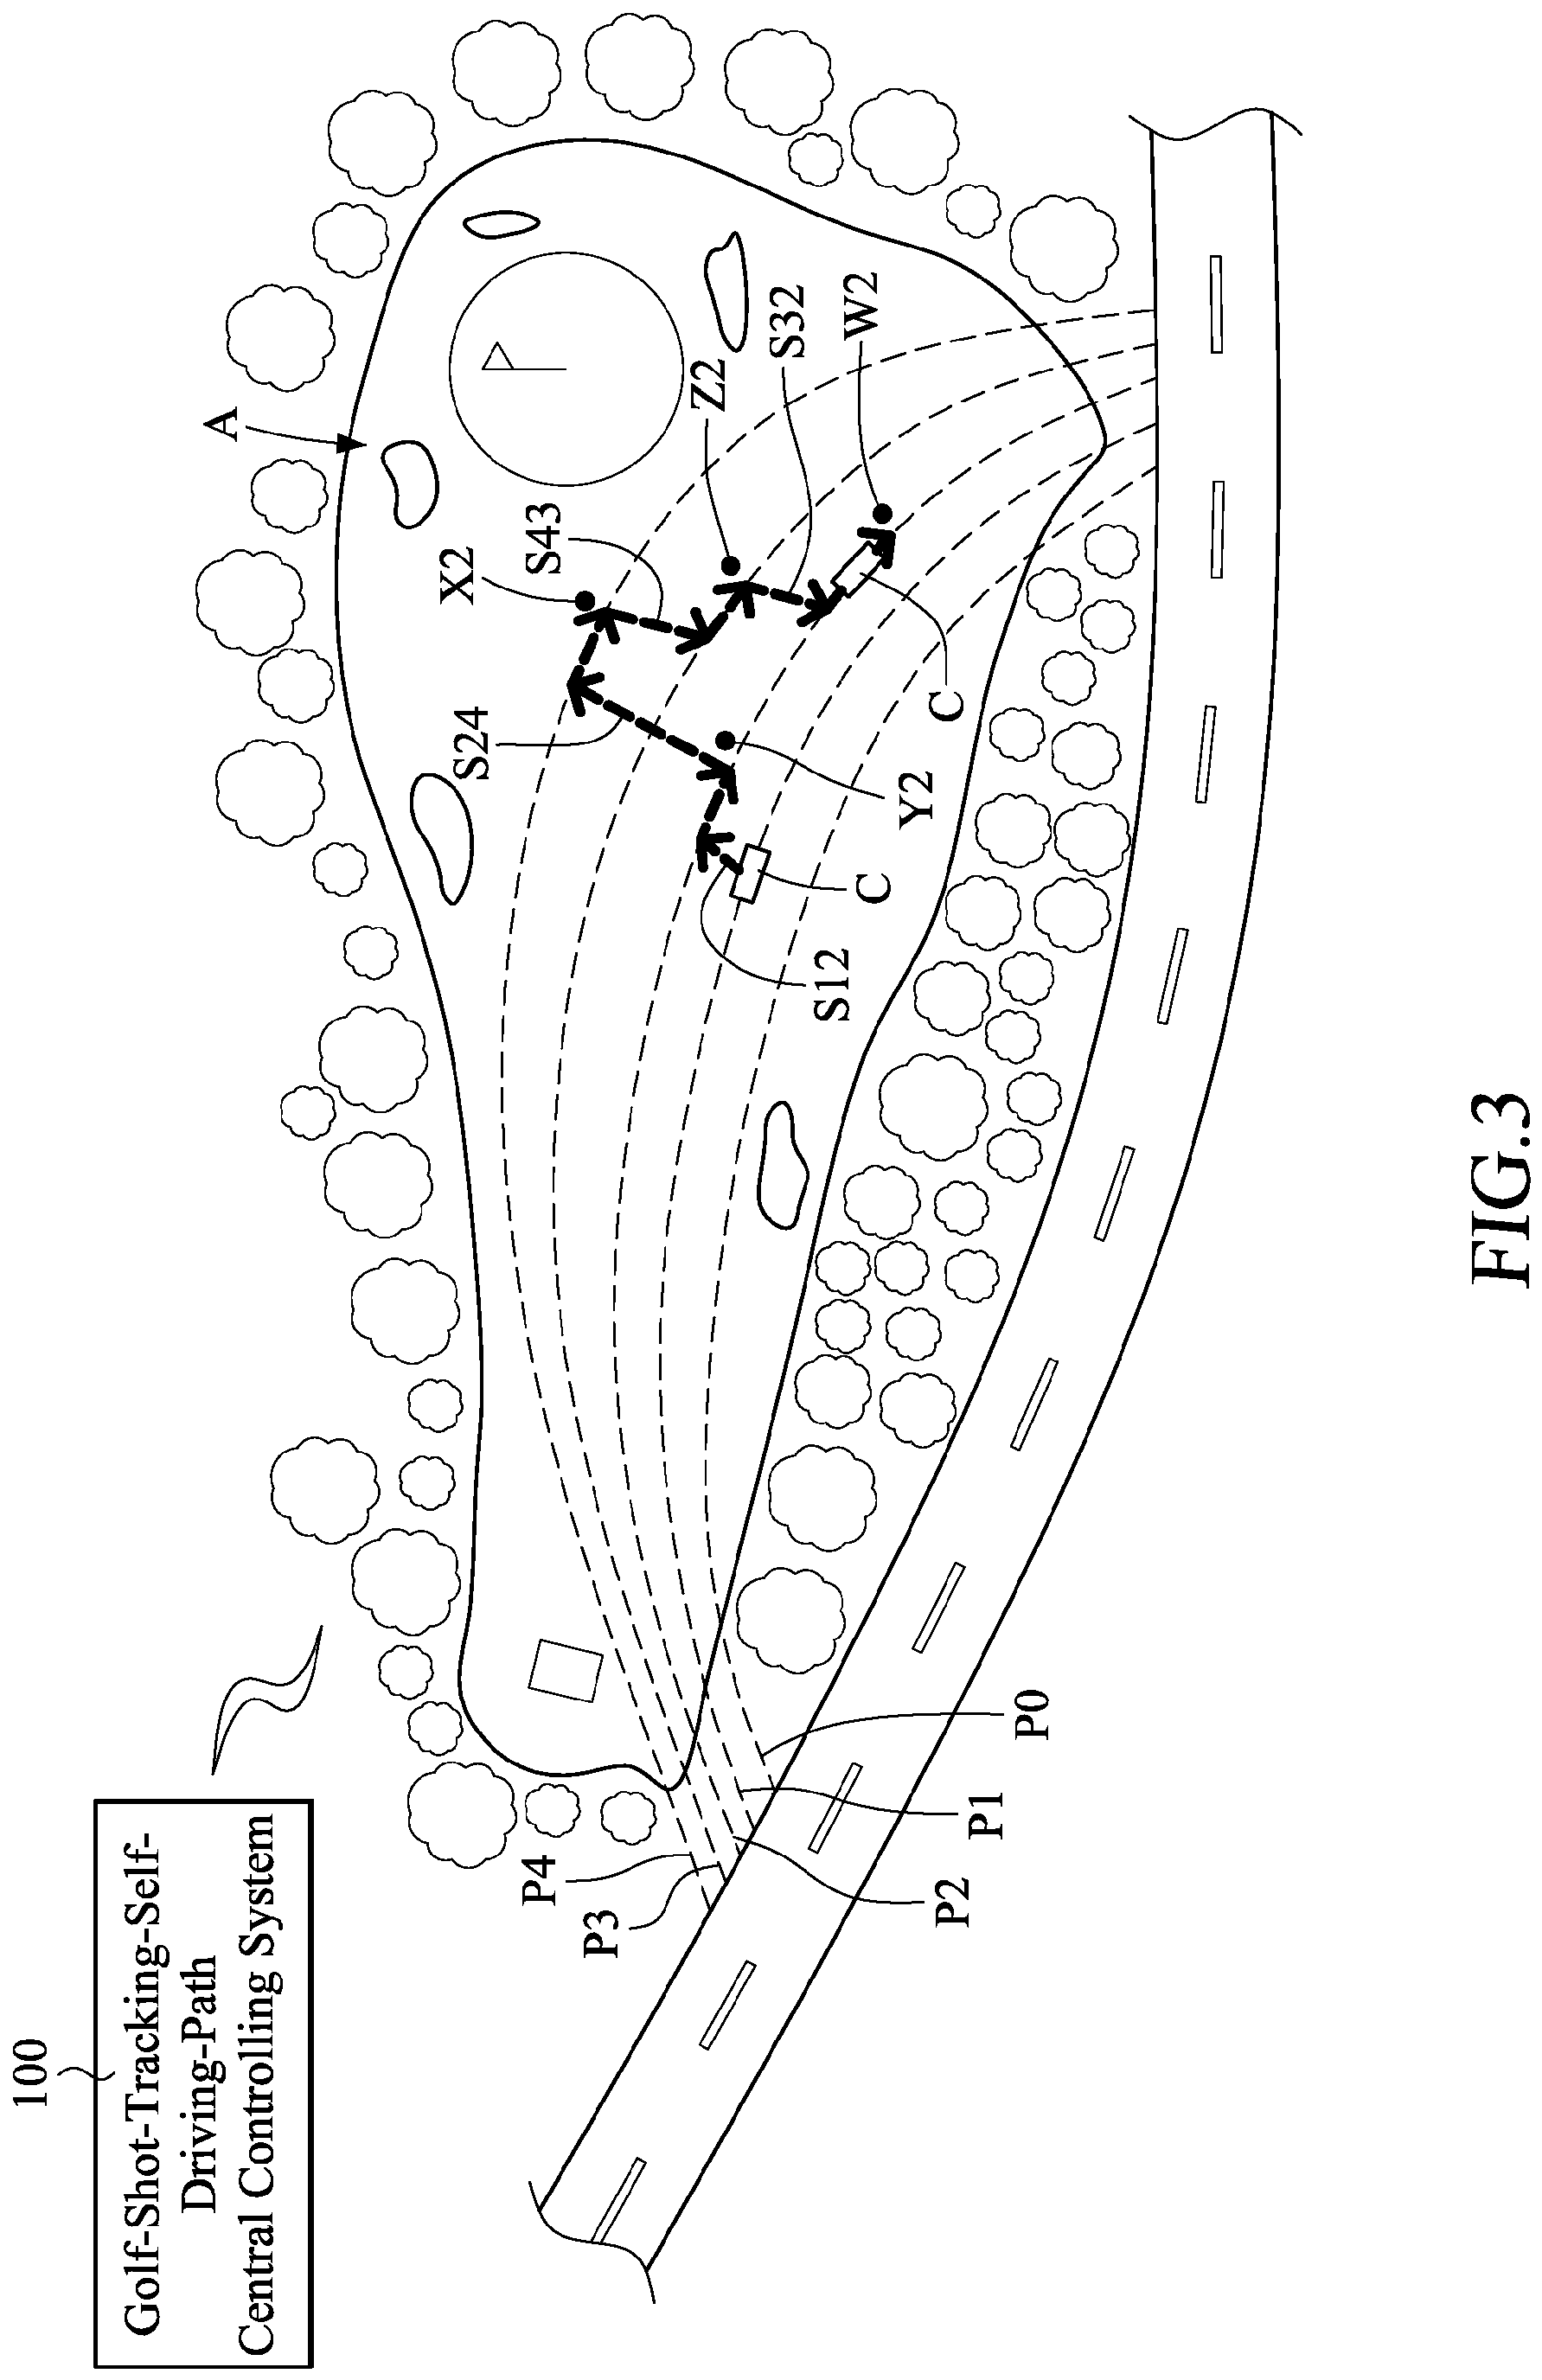 100
Golf-Shot-Tracking-Self-
Driving-Path
Central Controlling System
A
X2
S43
Z2
S32
W2
S24
Y2
C
C
S12
P4
P3
P2
P1
P0
FIG.3